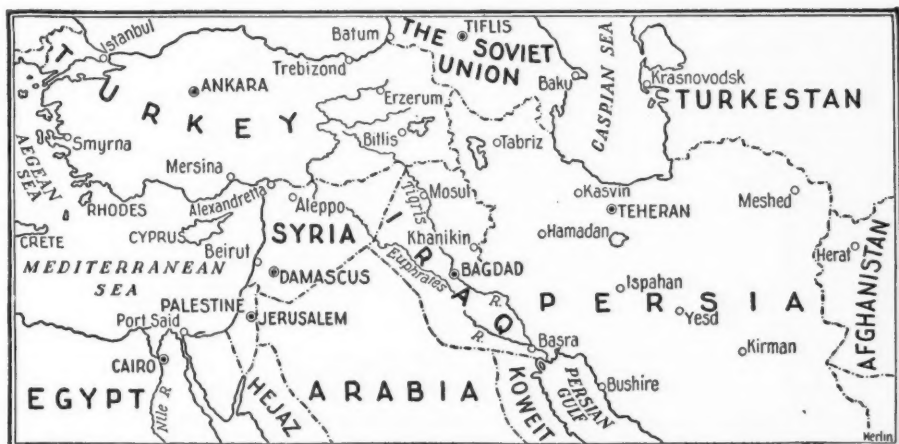 TURKEY
THE SOVIET UNION
TIFLIS
Batum
Istanbul
Trebizond
ANKARA
Erzerum
Baku
CASPIAN SEA
Krasnovodsk
TURKESTAN
Smyrna
AEGEAN SEA
Bitlis
Tabriz
Mersina
Alexandretta
Aleppo
Mosul
Tigris
Kasvin
TEHERAN
Meshed
RHODES
CRETE
CYPRUS
SYRIA
IRAQ
Khanikin
Hamadan
Herat
AFGHANISTAN
MEDITERRANEAN SEA
Beirut
DAMASCUS
Euphrates
BAGDAD
R.
Ispahan
PERSIA
PALESTINE
Port Said
JERUSALEM
Yesd
R.
Basra
Kirman
CAIRO
EGYPT
Nile R.
HEJAZ
ARABIA
KOWEIT
PERSIAN GULF
Bushire
Merlin.